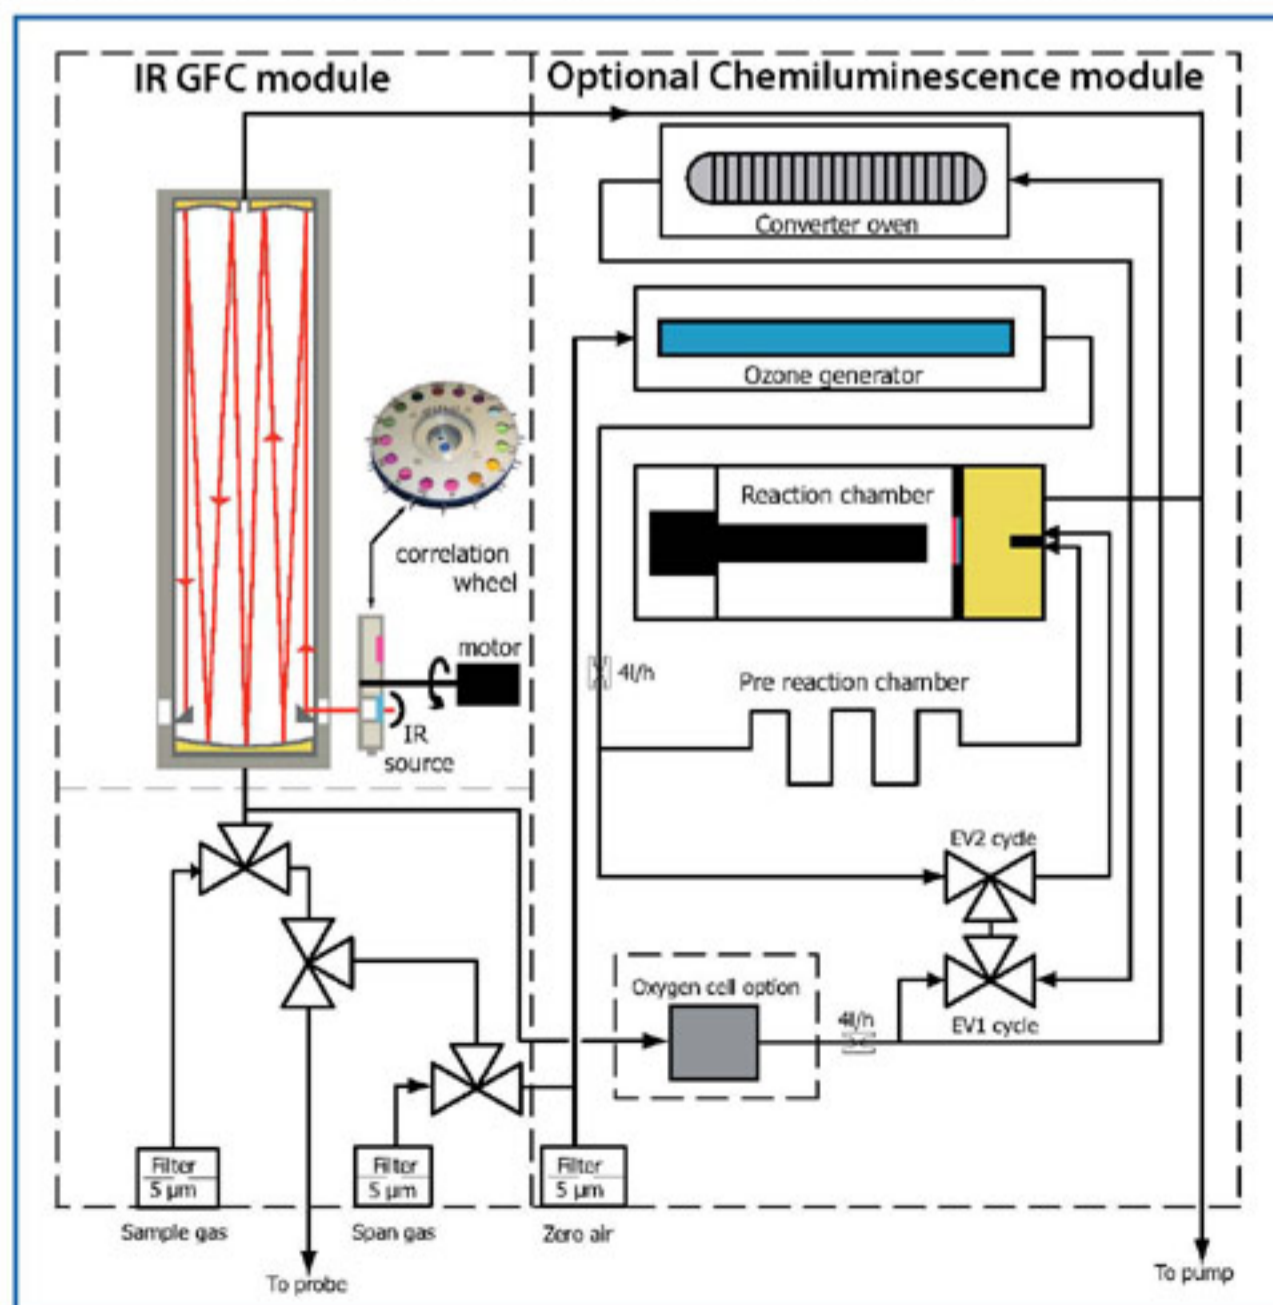 IR GFC module
Optional Chemiluminescence module
Converter oven
Ozone generator
Reaction chamber
correlation
wheel
motor
4l/h
Pre reaction chamber
IR
source
EV2 cycle
Oxygen cell option
4l/h
EV1 cycle
Filter
5 µm
Filter
5 µm
Filter
5 µm
Sample gas
Span gas
Zero air
To probe
To pump